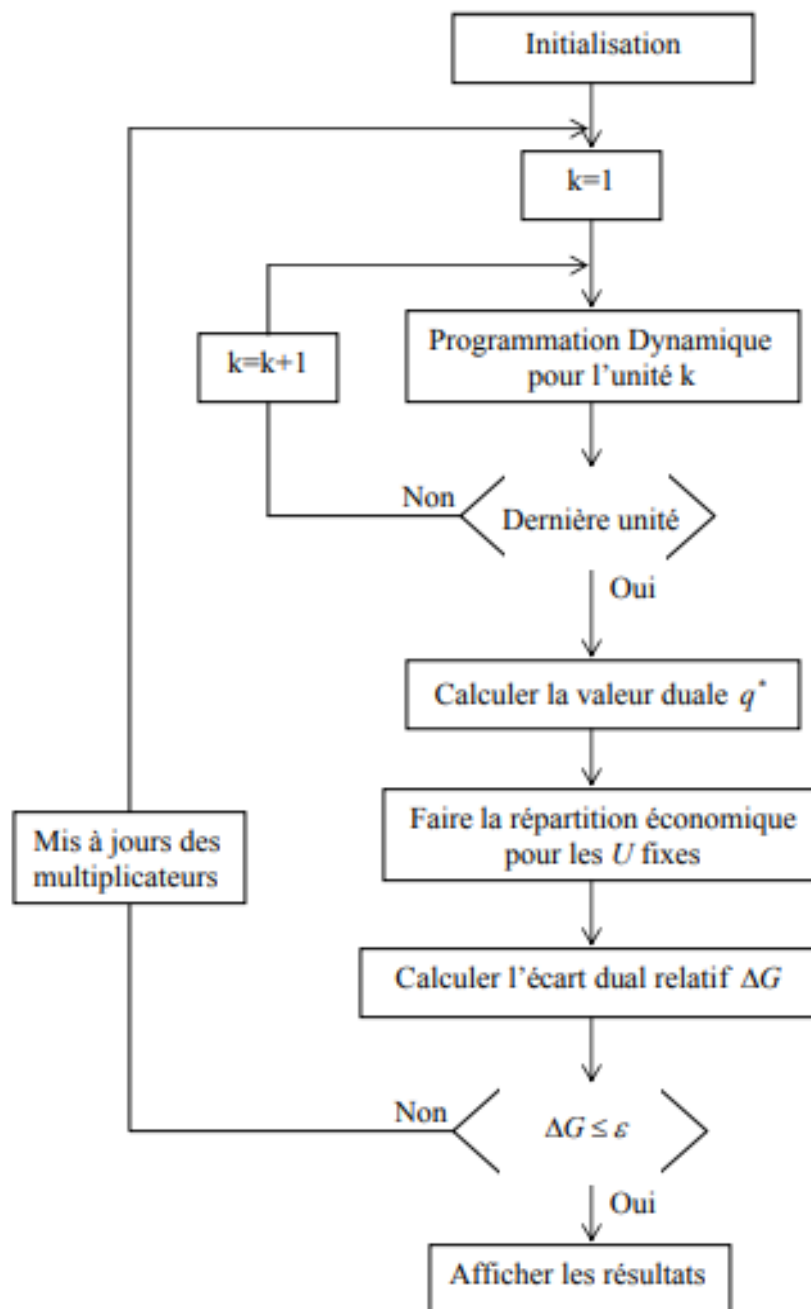 Initialisation
k=1
k=k+1
Programmation Dynamique
pour l'unité k
Non
Dernière unité
Oui
Calculer la valeur duale q*
Mis à jours des
multiplicateurs
Faire la répartition économique
pour les U fixes
Calculer l'écart dual relatif ΔG
Non
ΔG ≤ ε
Oui
Afficher les résultats